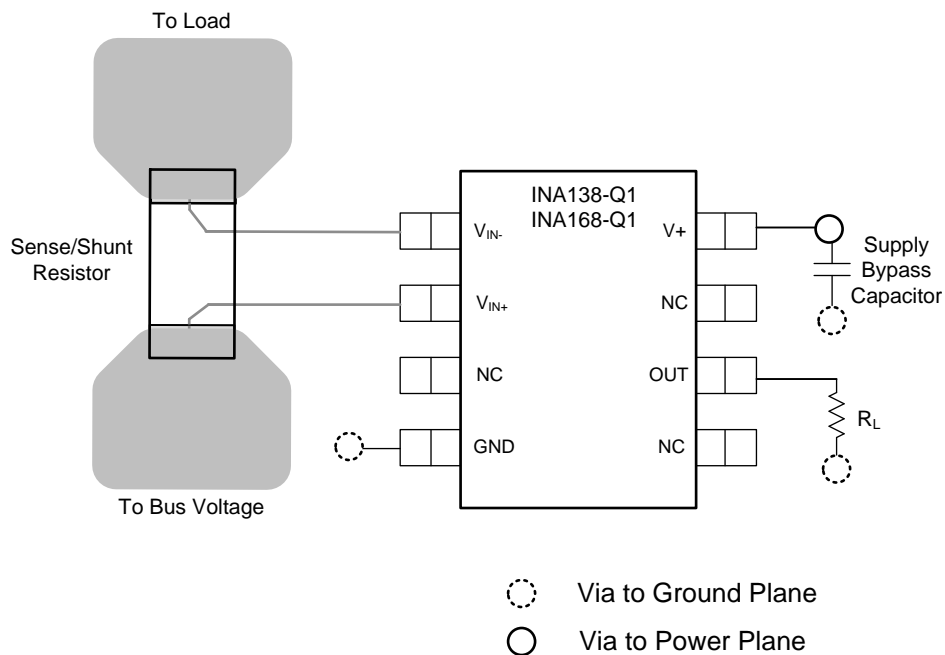 To Load
Sense/Shunt
Resistor
To Bus Voltage
INA138-Q1
INA168-Q1
VIN-
VIN+
NC
GND
V+
NC
OUT
NC
Supply
Bypass
Capacitor
RL
Via to Ground Plane
Via to Power Plane